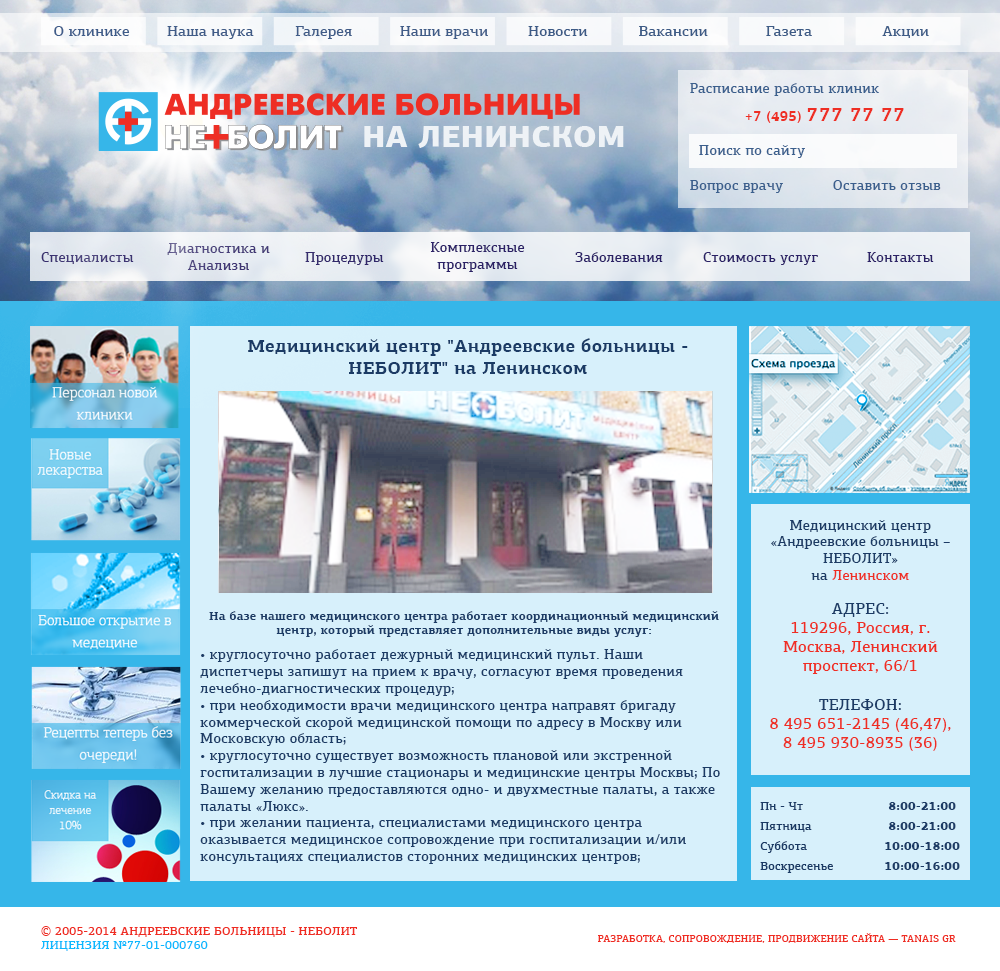 О клинике
Наша наука
Галерея
Наши врачи
Новости
Вакансии
Газета
Акции
АНДРЕЕВСКИЕ БОЛЬНИЦЫ
НЕ БОЛИТ НА ЛЕНИНСКОМ
Расписание работы клиник
+7 (495) 777 77 77
Поиск по сайту
Вопрос врачу
Оставить отзыв
Специалисты
Диагностика и
Анализы
Процедуры
Комплексные
программы
Заболевания
Стоимость услуг
Контакты
Персонал новой
клиники
Новые
лекарства
Большое открытие в
медецине
Рецепты теперь без
очереди!
Скидка на
лечение
10%
Медицинский центр "Андреевские больницы -
НЕБОЛИТ" на Ленинском
БОЛЬНИЦЫ
НЕ БОЛИТ
МЕДИЦИНСКИЙ
ЦЕНТР
На базе нашего медицинского центра работает координационный медицинский
центр, который представляет дополнительные виды услуг:
• круглосуточно работает дежурный медицинский пульт. Наши
диспетчеры запишут на прием к врачу, согласуют время проведения
лечебно-диагностических процедур;
• при необходимости врачи медицинского центра направят бригаду
коммерческой скорой медицинской помощи по адресу в Москву или
Московскую область;
• круглосуточно существует возможность плановой или экстренной
госпитализации в лучшие стационары и медицинские центры Москвы; По
Вашему желанию предоставляются одно- и двухместные палаты, а также
палаты «Люкс».
• при желании пациента, специалистами медицинского центра
оказывается медицинское сопровождение при госпитализации и/или
консультациях специалистов сторонних медицинских центров;
Схема проезда
Ленинский просп
Яндекс
Медицинский центр
«Андреевские больницы –
НЕБОЛИТ»
на Ленинском
АДРЕС:
119296, Россия, г.
Москва, Ленинский
проспект, 66/1
ТЕЛЕФОН:
8 495 651-2145 (46,47),
8 495 930-8935 (36)
Пн - Чт 8:00-21:00
Пятница 8:00-21:00
Суббота 10:00-18:00
Воскресенье 10:00-16:00
© 2005-2014 АНДРЕЕВСКИЕ БОЛЬНИЦЫ - НЕБОЛИТ
ЛИЦЕНЗИЯ №77-01-000760
РАЗРАБОТКА, СОПРОВОЖДЕНИЕ, ПРОДВИЖЕНИЕ САЙТА — TANAIS GR